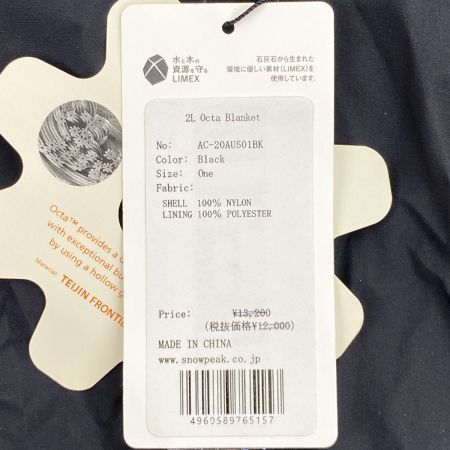 水と木の
資源を守る
LIMEX
石灰石から生まれた
環境に優しい素材(LIMEX)を
使用しています。
2L Octa Blanket
No: AC-20AU501BK
Color: Black
Size: One
Fabric:
SHELL 100% NYLON
LINING 100% POLYESTER
Price: ¥13,200
(税抜価格¥12,000)
MADE IN CHINA
www.snowpeak.co.jp
4960589765157
Octa™ provides a
with exceptional
by using a hollow
Material: TEIJIN FRONTIE